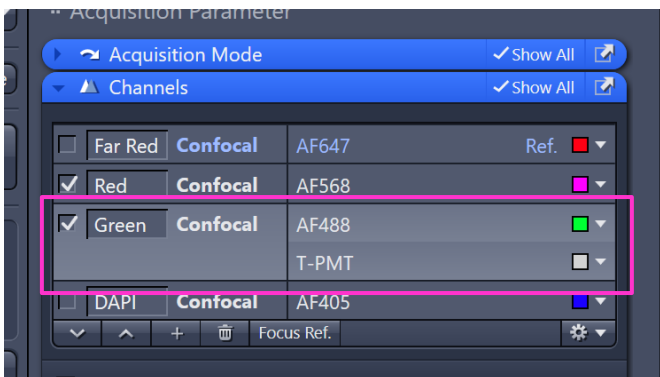 Acquisition Parameter
Acquisition Mode Show All
Channels Show All
Far Red Confocal AF647 Ref.
Red Confocal AF568
Green Confocal AF488
T-PMT
DAPI Confocal AF405
+ Focus Ref.